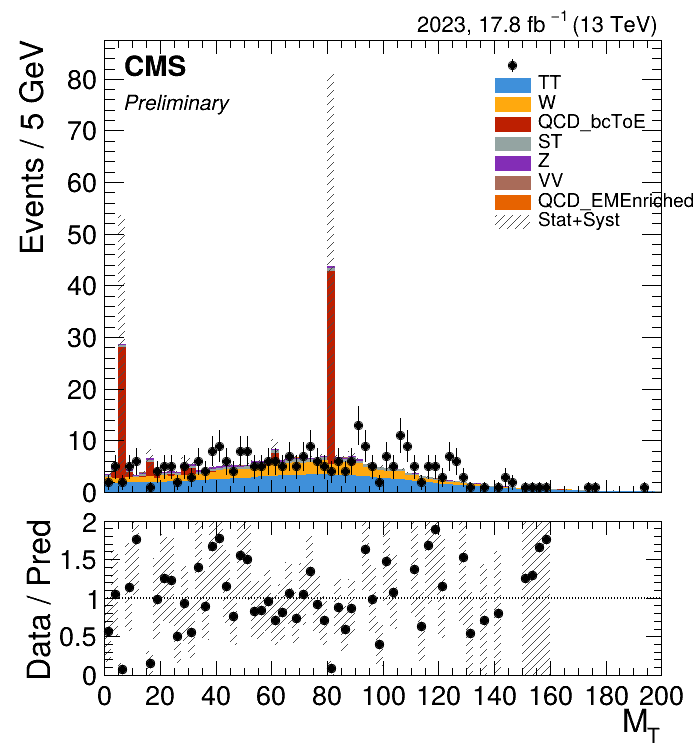 2023, 17.8 fb⁻¹ (13 TeV)
CMS
Preliminary
TT
W
QCD_bcToE
ST
Z
VV
QCD_EMEnriched
Stat+Syst
Events / 5 GeV
80
70
60
50
40
30
20
10
0
Data / Pred
2
1.5
1
0.5
0
0 20 40 60 80 100 120 140 160 180 200
M_T